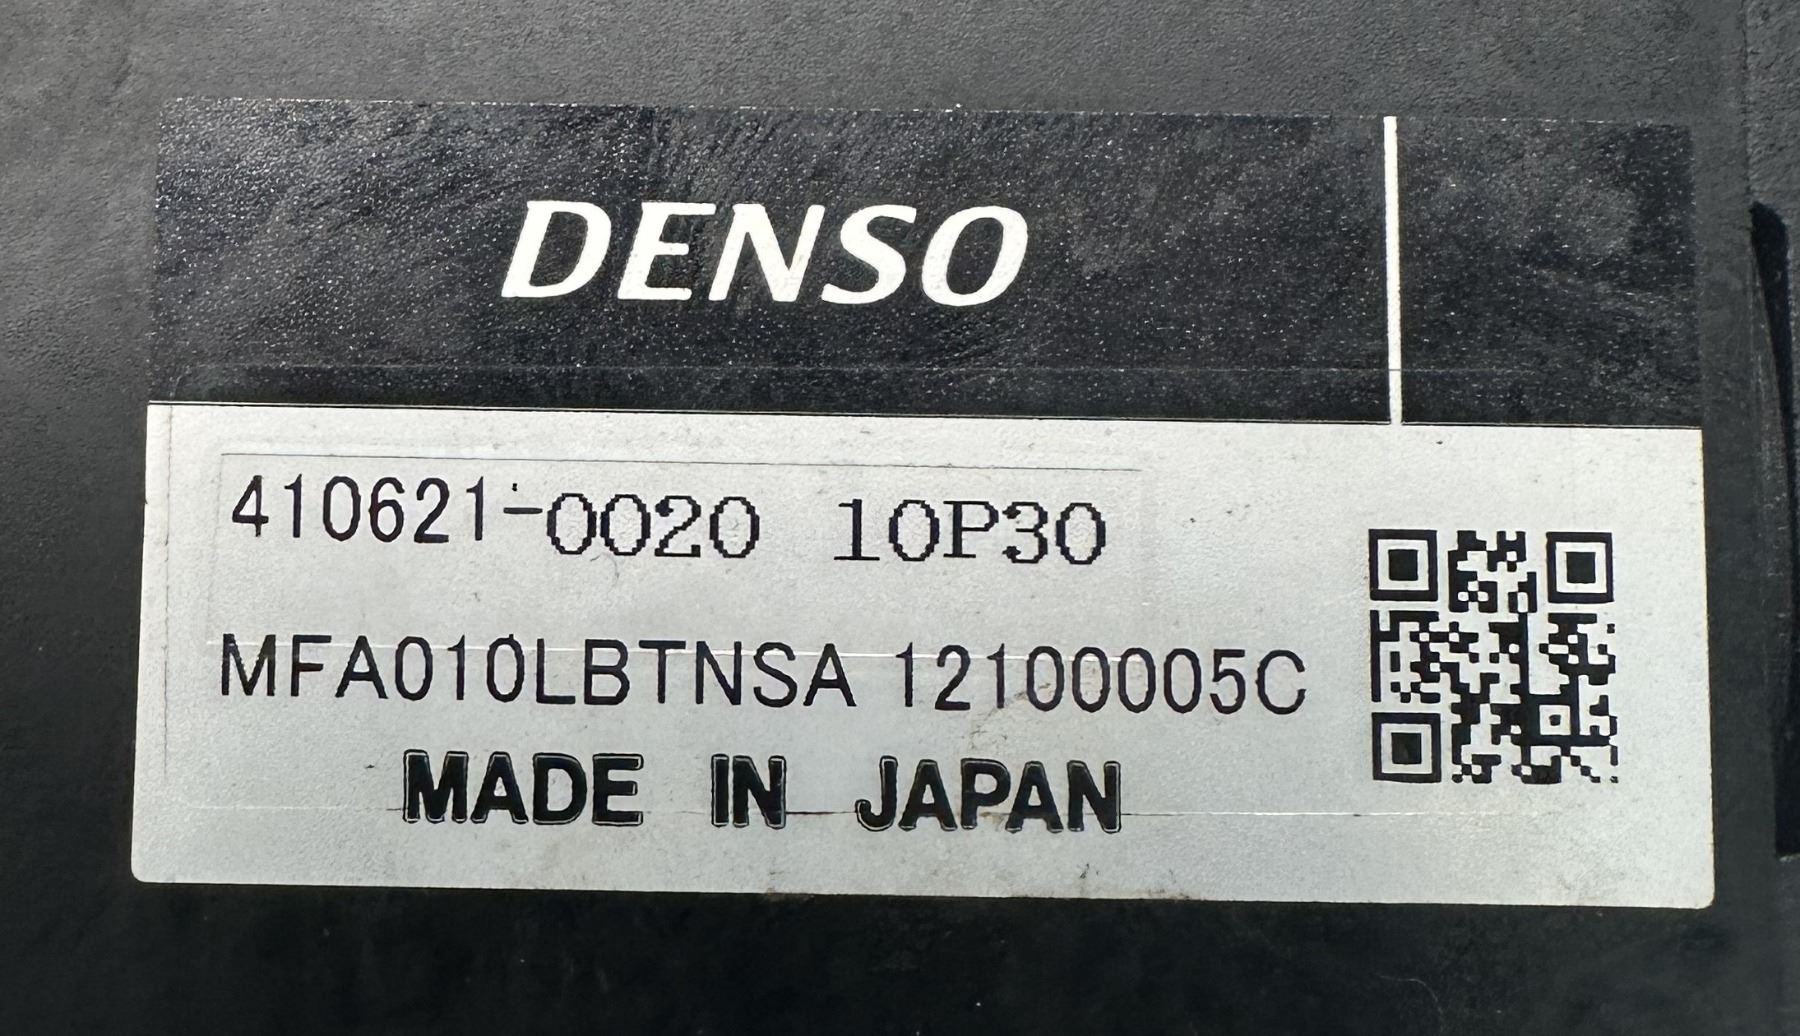 DENSO
410621-0020 10P30
MFA010LBTNSA 12100005C
MADE IN JAPAN